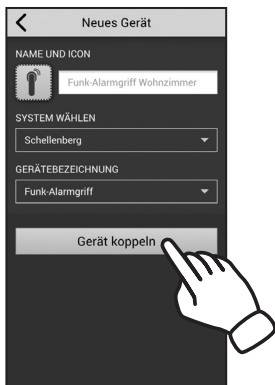 Neues Gerät
NAME UND ICON
Funk-Alarmgriff Wohnzimmer
SYSTEM WÄHLEN
Schellenberg
GERÄTEBEZEICHNUNG
Funk-Alarmgriff
Gerät koppeln